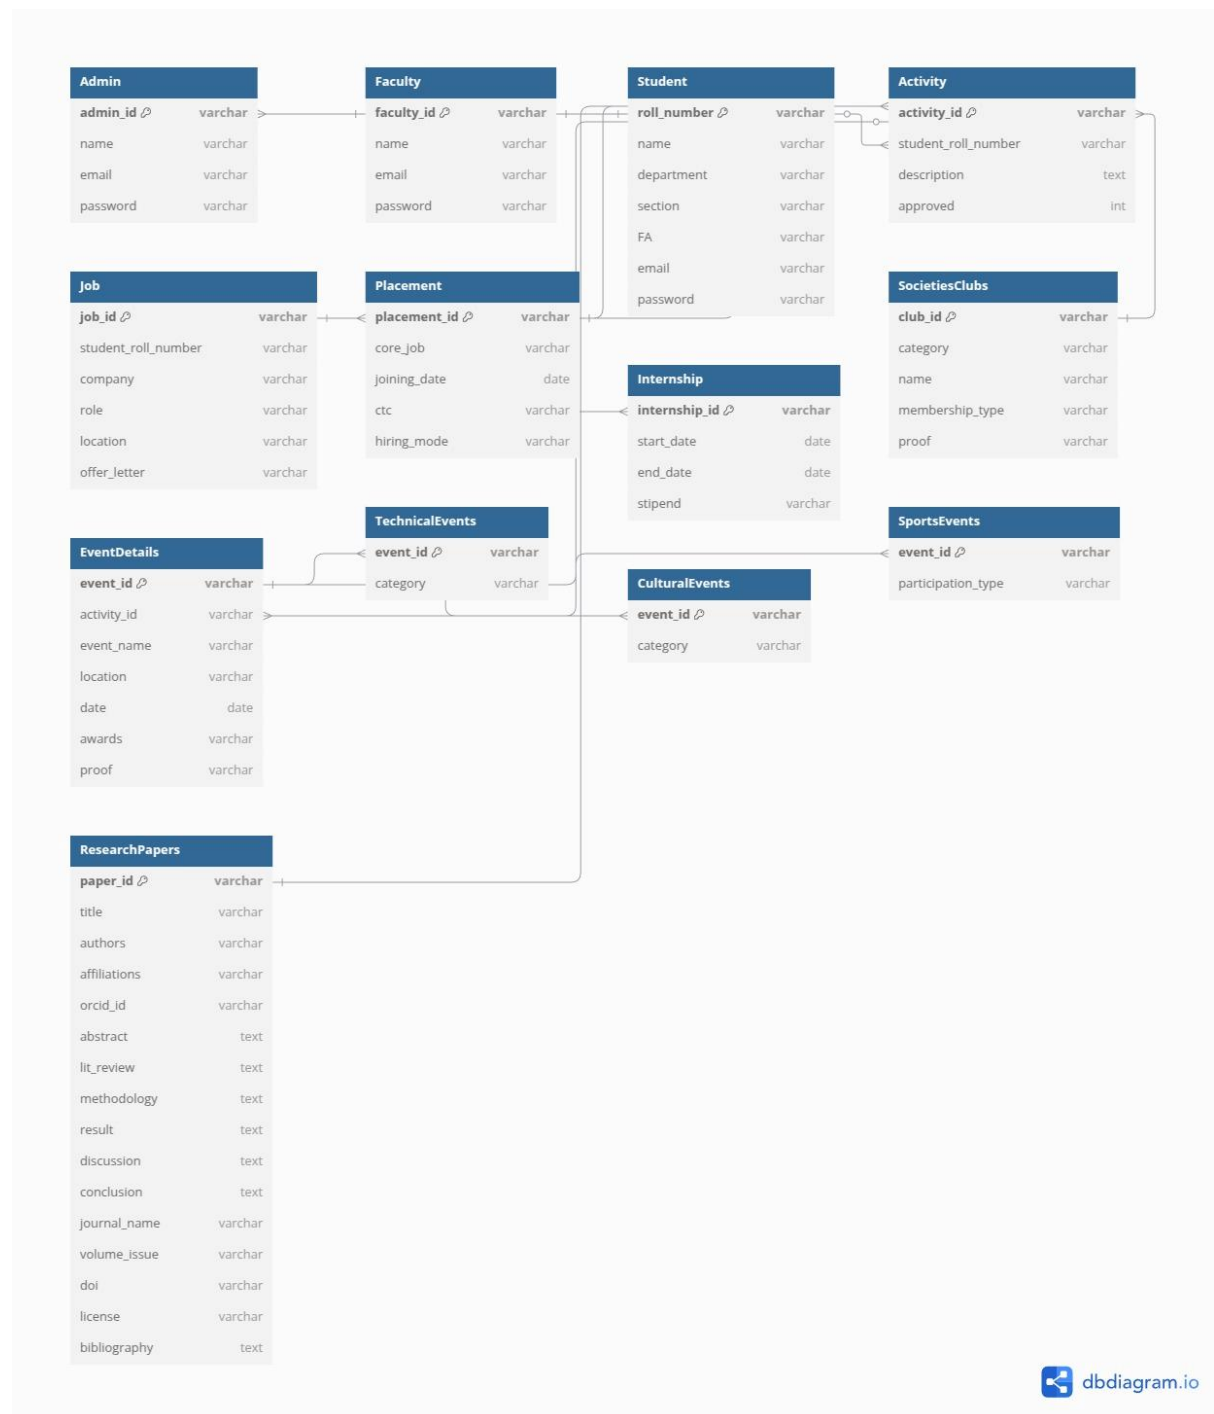 Admin
admin_id varchar
name varchar
email varchar
password varchar
Faculty
faculty_id varchar
name varchar
email varchar
password varchar
Student
roll_number varchar
name varchar
department varchar
section varchar
FA varchar
email varchar
password varchar
Activity
activity_id varchar
student_roll_number varchar
description text
approved int
Job
job_id varchar
student_roll_number varchar
company varchar
role varchar
location varchar
offer_letter varchar
Placement
placement_id varchar
core_job varchar
joining_date date
ctc varchar
hiring_mode varchar
Internship
internship_id varchar
start_date date
end_date date
stipend varchar
SocietiesClubs
club_id varchar
category varchar
name varchar
membership_type varchar
proof varchar
EventDetails
event_id varchar
activity_id varchar
event_name varchar
location varchar
date date
awards varchar
proof varchar
TechnicalEvents
event_id varchar
category varchar
CulturalEvents
event_id varchar
category varchar
SportsEvents
event_id varchar
participation_type varchar
ResearchPapers
paper_id varchar
title varchar
authors varchar
affiliations varchar
orcid_id varchar
abstract text
lit_review text
methodology text
result text
discussion text
conclusion text
journal_name varchar
volume_issue varchar
doi varchar
license varchar
bibliography text
dbdiagram.io